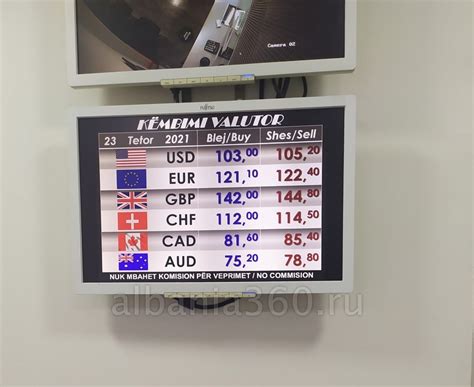 Camera 02
FUJITSU
KËMBIMI VALUTOR
23 Tetor 2021 Blej/Buy Shes/Sell
USD 103,00 105,20
EUR 121,10 122,40
GBP 142,00 144,80
CHF 112,00 114,50
CAD 81,60 85,40
AUD 75,20 78,80
NUK MBAHET KOMISION PËR VEPRIMET / NO COMMISION
albania360.ru